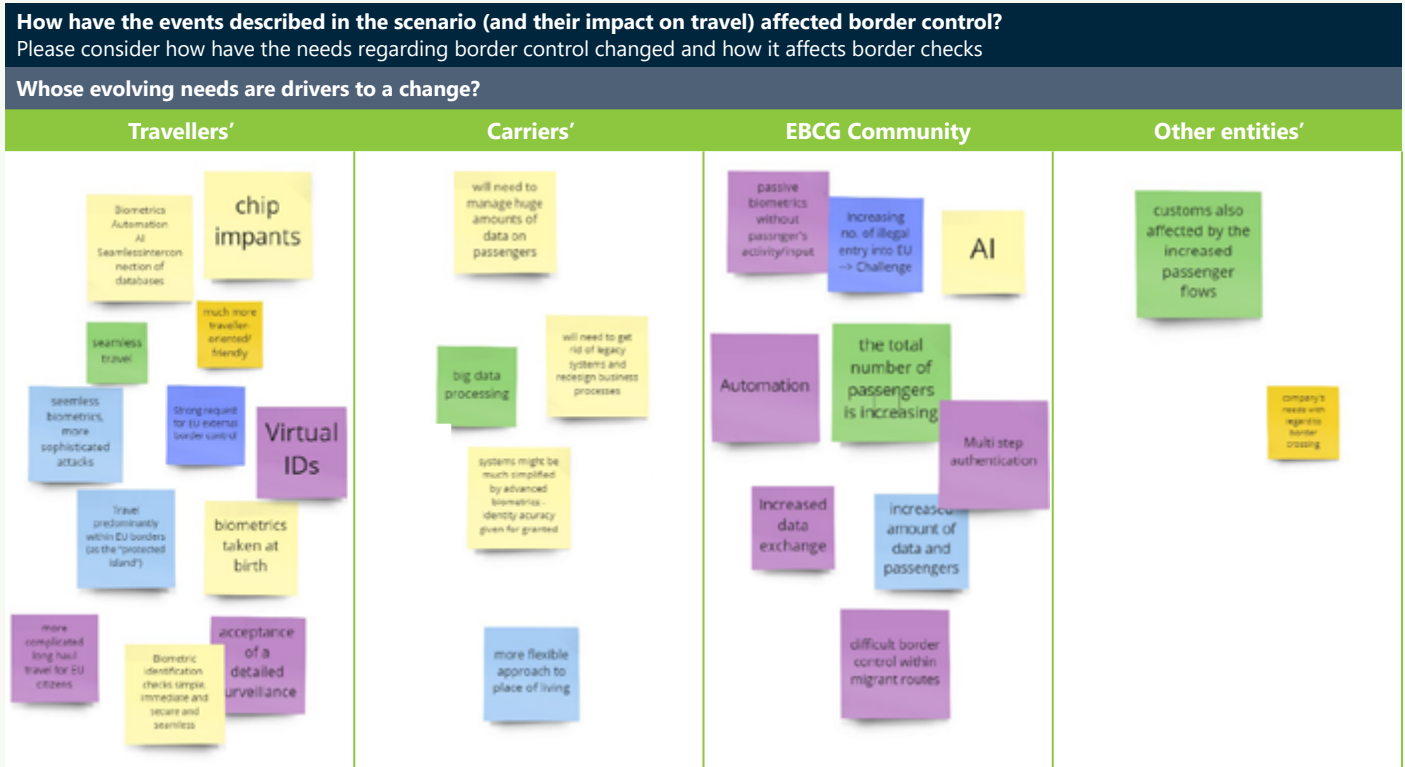 How have the events described in the scenario (and their impact on travel) affected border control?
Please consider how have the needs regarding border control changed and how it affects border checks
Whose evolving needs are drivers to a change?
Travellers’
Carriers’
EBCG Community
Other entities’
Biometrics
Automation
AI
Seamlessintercon
nection of
databases
chip
impants
seamless
travel
much more
traveller-
oriented/
friendly
seemless
biometrics,
more
sophisticated
attacks
Strong request
for EU external
border control
Virtual
IDs
Travel
predominantly
within EU borders
(as the "protected
island")
biometrics
taken at
birth
more
complicated
long haul
travel for EU
citizens
Biometric
identification
checks simple,
immediate and
secure and
seamless
acceptance
of a
detailed
urveillance
will need to
manage huge
amounts of
data on
passengers
big data
processing
will need to get
rid of legacy
systems and
redesign business
processes
systems might be
much simplified
by advanced
biometrics -
identity acuracy
given for granted
more flexible
approach to
place of living
passive
biometrics
without
passnger's
activity/input
Increasing
no. of illegal
entry into EU
--> Challenge
AI
Automation
the total
number of
passengers
is increasing
Multi step
authentication
Increased
data
exchange
increased
amount of
data and
passengers
difficult border
control within
migrant routes
customs also
affected by the
increased
passenger
flows
company's
needs with
regard to
border
crossing